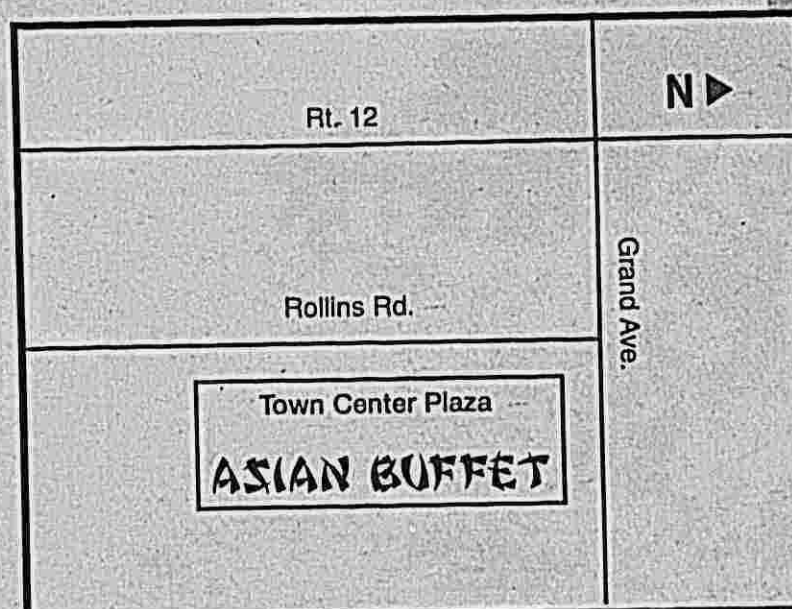 Rt. 12
N
Grand Ave.
Rollins Rd.
Town Center Plaza
ASIAN BUFFET